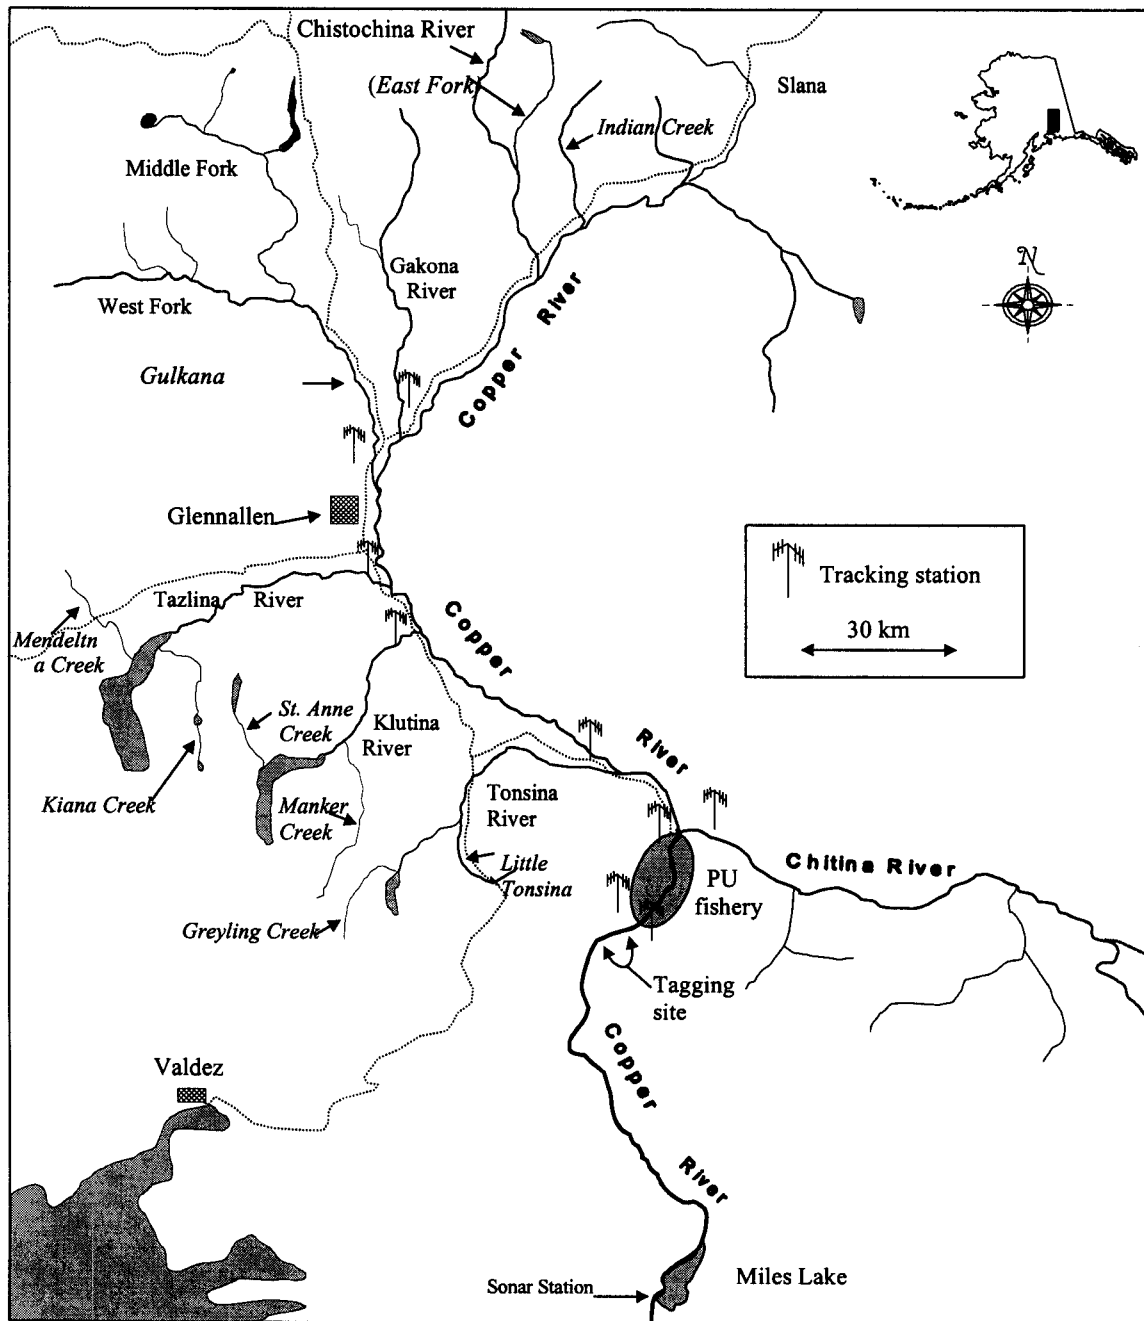 Chistochina River
(East Fork)
Slana
Indian Creek
Middle Fork
N
Gakona
River
West Fork
Copper River
Gulkana
Glennallen
Tracking station
30 km
Tazlina River
Mendeltn
a Creek
Copper
River
St. Anne
Creek
Klutina
River
Kiana Creek
Manker
Creek
Tonsina
River
Little
Tonsina
PU
fishery
Chitina River
Greyling Creek
Tagging
site
Copper
River
Valdez
Miles Lake
Sonar Station